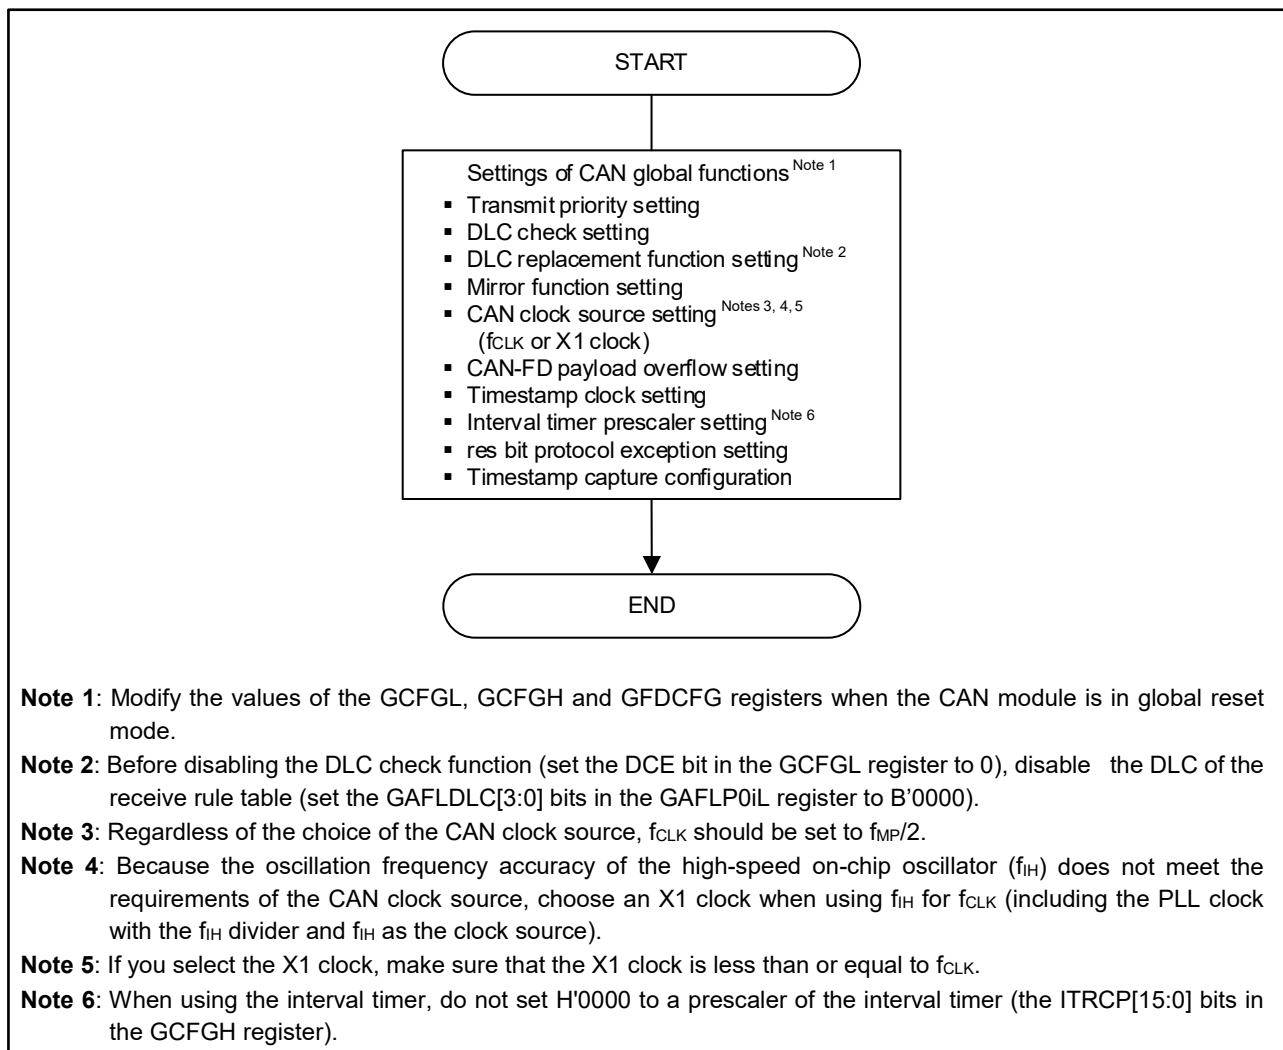 START
Settings of CAN global functions Note 1
▪ Transmit priority setting
▪ DLC check setting
▪ DLC replacement function setting Note 2
▪ Mirror function setting
▪ CAN clock source setting Notes 3, 4, 5
(fCLK or X1 clock)
▪ CAN-FD payload overflow setting
▪ Timestamp clock setting
▪ Interval timer prescaler setting Note 6
▪ res bit protocol exception setting
▪ Timestamp capture configuration
END
Note 1: Modify the values of the GCFGL, GCFGH and GFDCFG registers when the CAN module is in global reset
mode.
Note 2: Before disabling the DLC check function (set the DCE bit in the GCFGL register to 0), disable the DLC of the
receive rule table (set the GAFLDLC[3:0] bits in the GAFLP0iL register to B’0000).
Note 3: Regardless of the choice of the CAN clock source, fCLK should be set to fMP/2.
Note 4: Because the oscillation frequency accuracy of the high-speed on-chip oscillator (fIH) does not meet the
requirements of the CAN clock source, choose an X1 clock when using fIH for fCLK (including the PLL clock
with the fIH divider and fIH as the clock source).
Note 5: If you select the X1 clock, make sure that the X1 clock is less than or equal to fCLK.
Note 6: When using the interval timer, do not set H'0000 to a prescaler of the interval timer (the ITRCP[15:0] bits in
the GCFGH register).